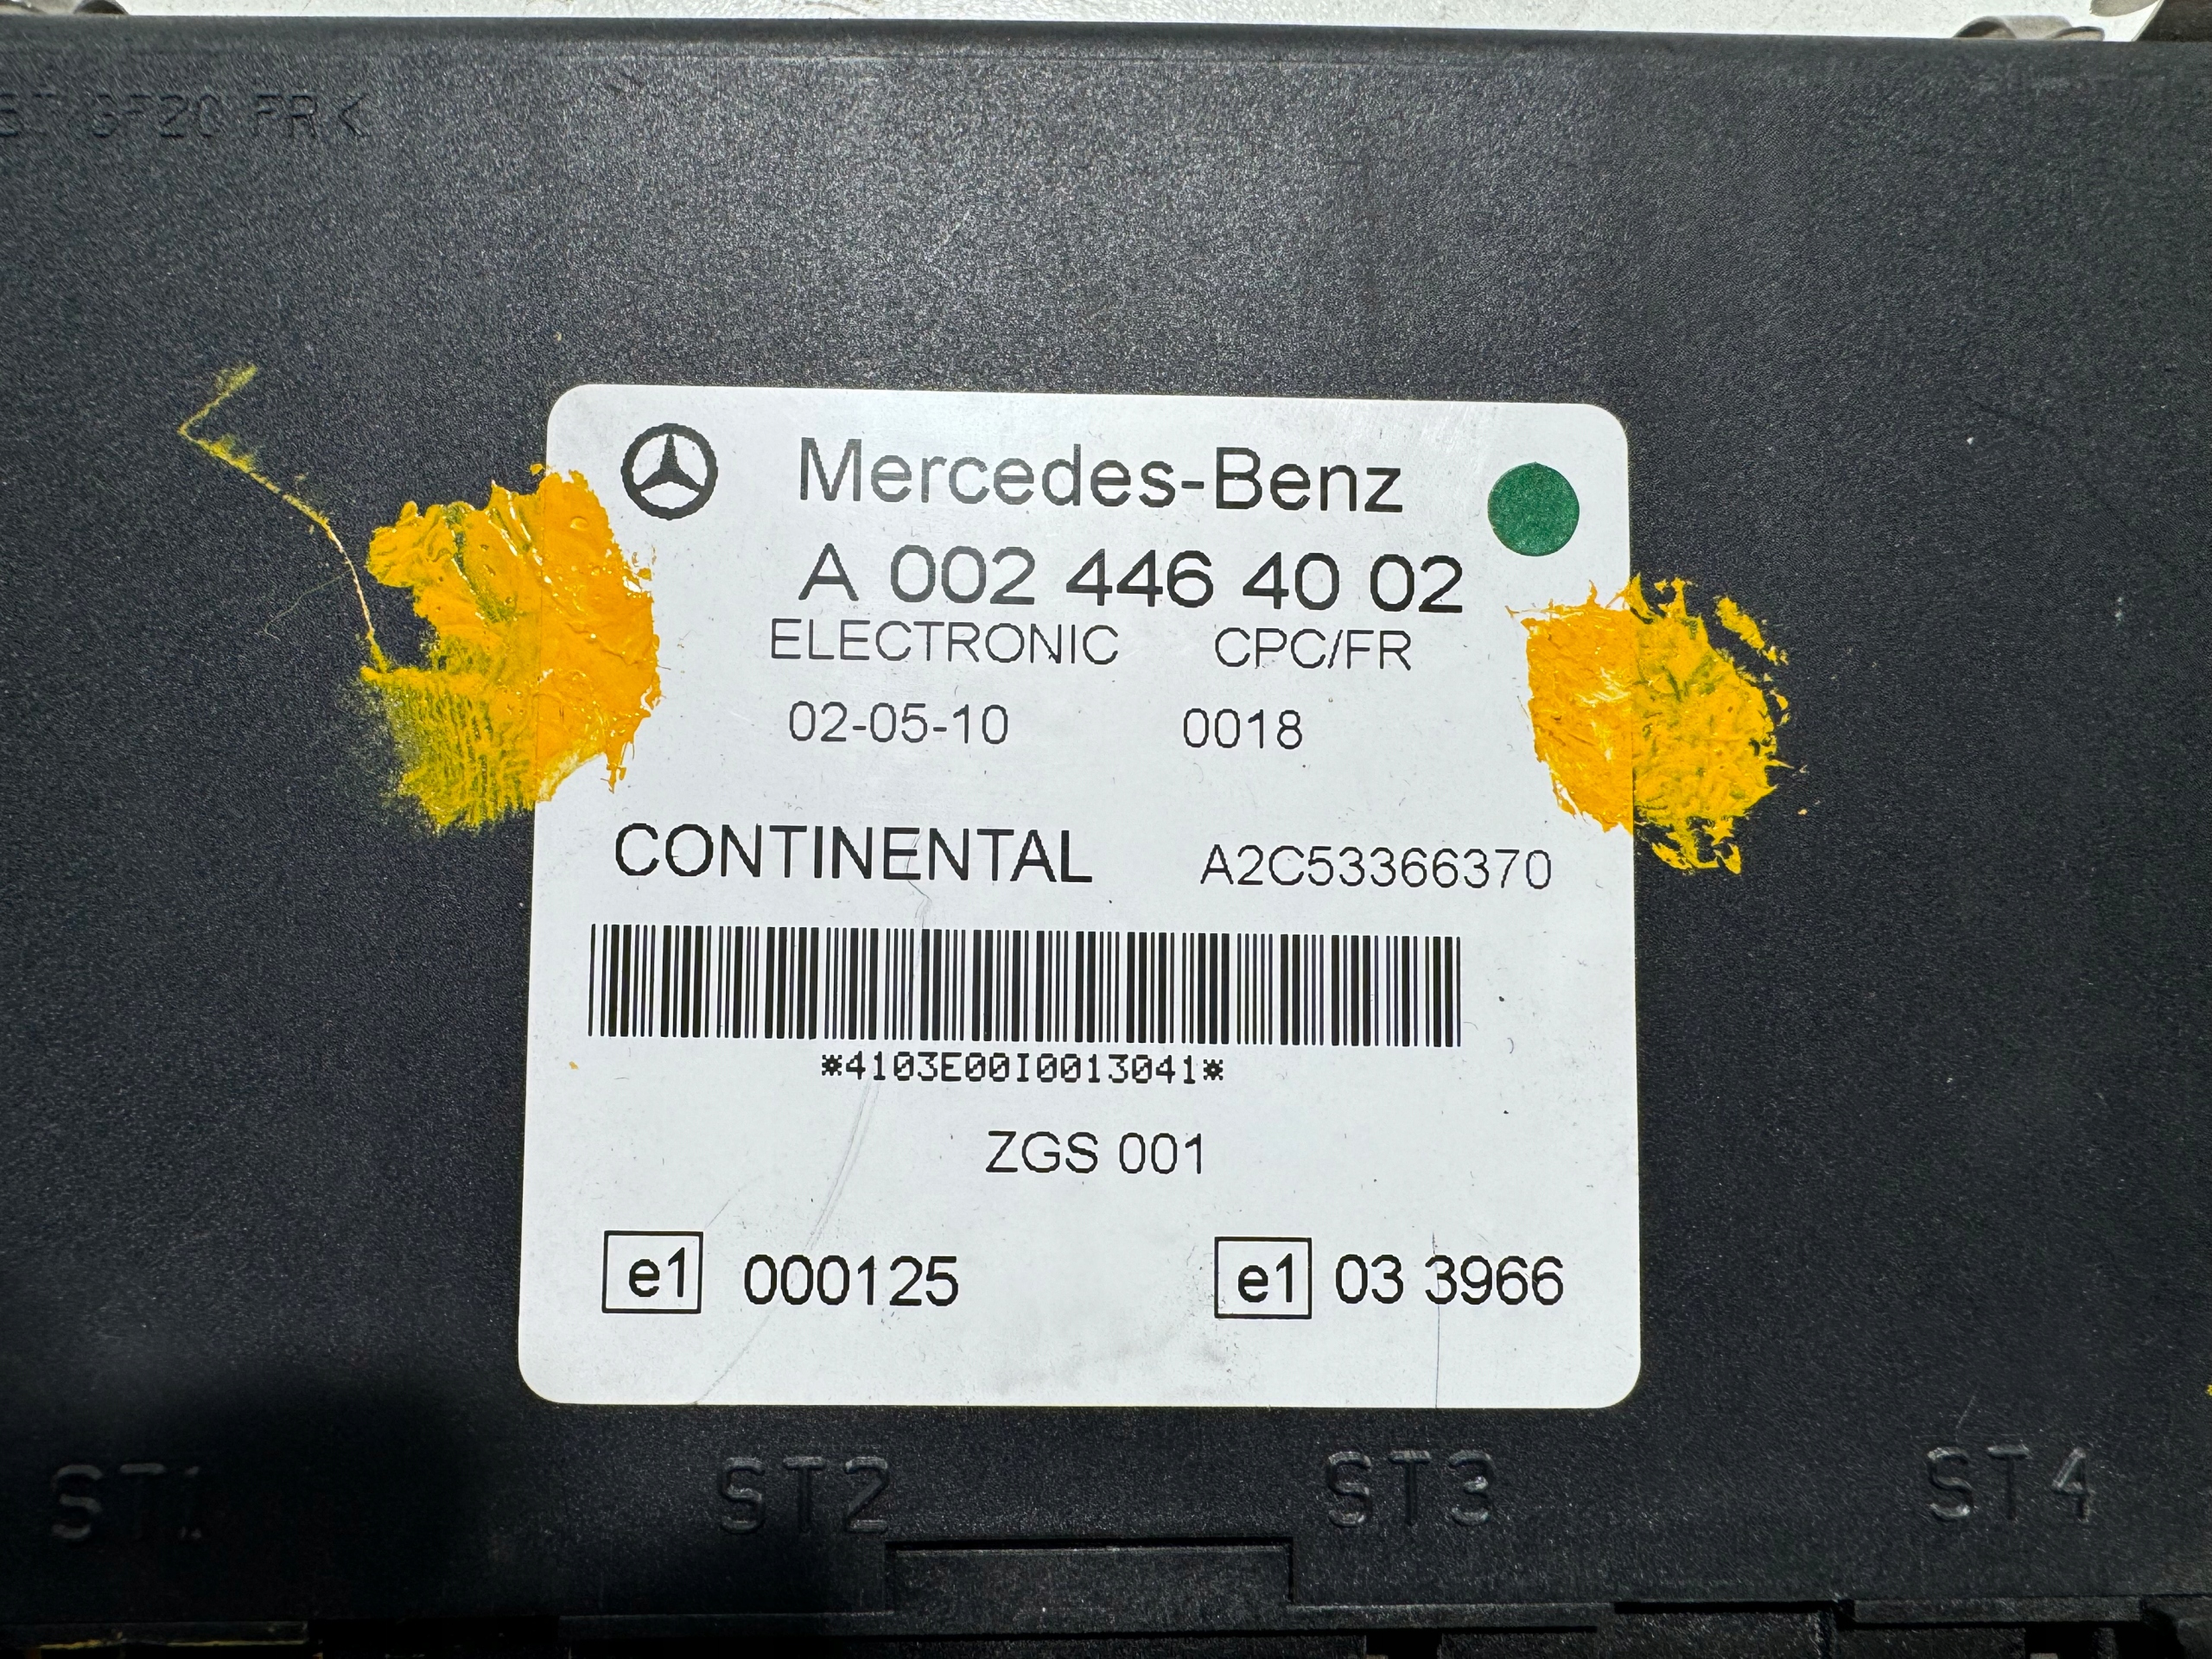 PR<
Mercedes-Benz
A 002 446 40 02
ELECTRONIC CPC/FR
02-05-10 0018
CONTINENTAL A2C53366370
*4103E00I0013041*
ZGS 001
e1 000125 e1 03 3966
ST1 ST2 ST3 ST4